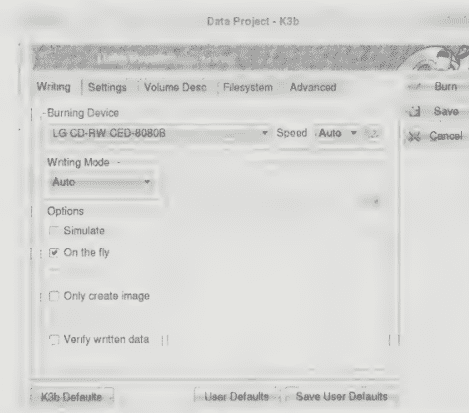 Data Project - K3b
Writing Settings Volume Desc Filesystem Advanced
Burn
Burning Device
Save
LG CD-RW CED-8080B Speed Auto
Cancel
Writing Mode
Auto
Options
Simulate
On the fly
Only create image
Verify written data
K3b Defaults User Defaults Save User Defaults